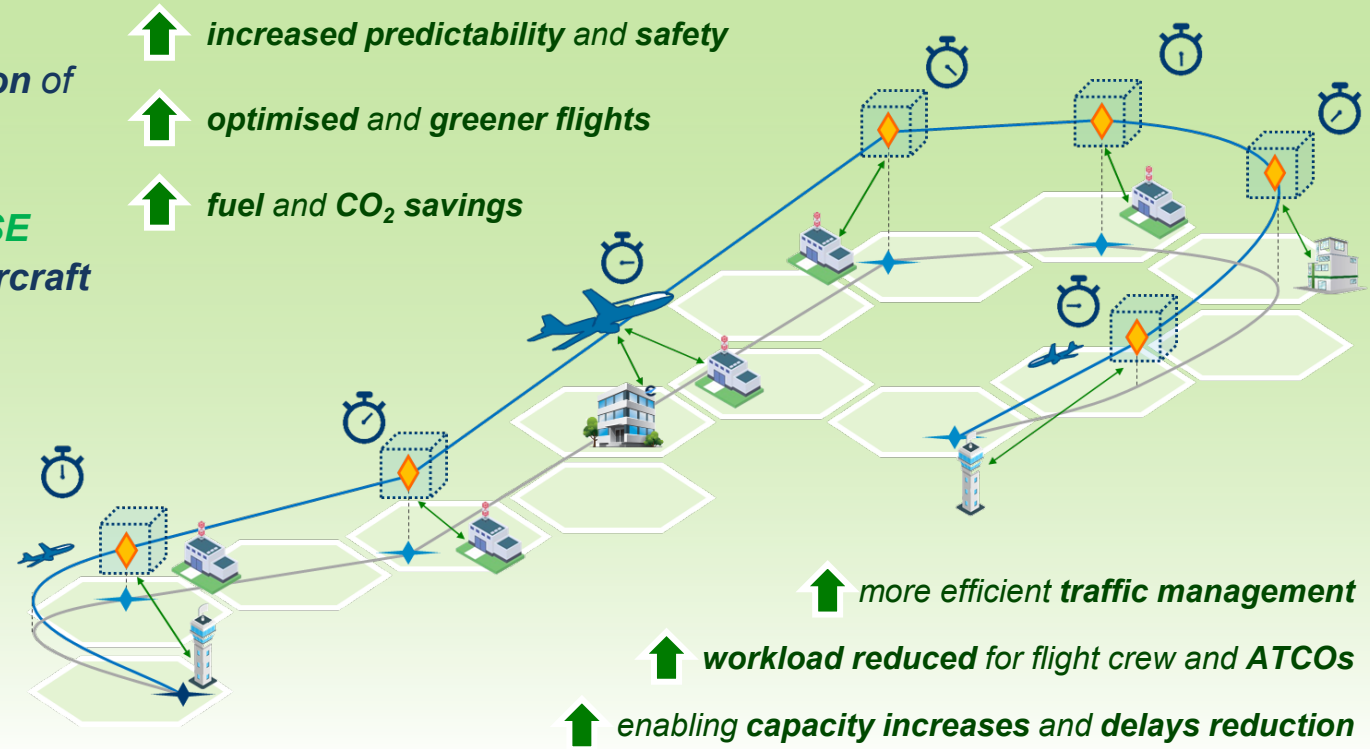 increased predictability and safety
on of
optimised and greener flights
fuel and CO₂ savings
SE
rcraft
more efficient traffic management
workload reduced for flight crew and ATCOs
enabling capacity increases and delays reduction